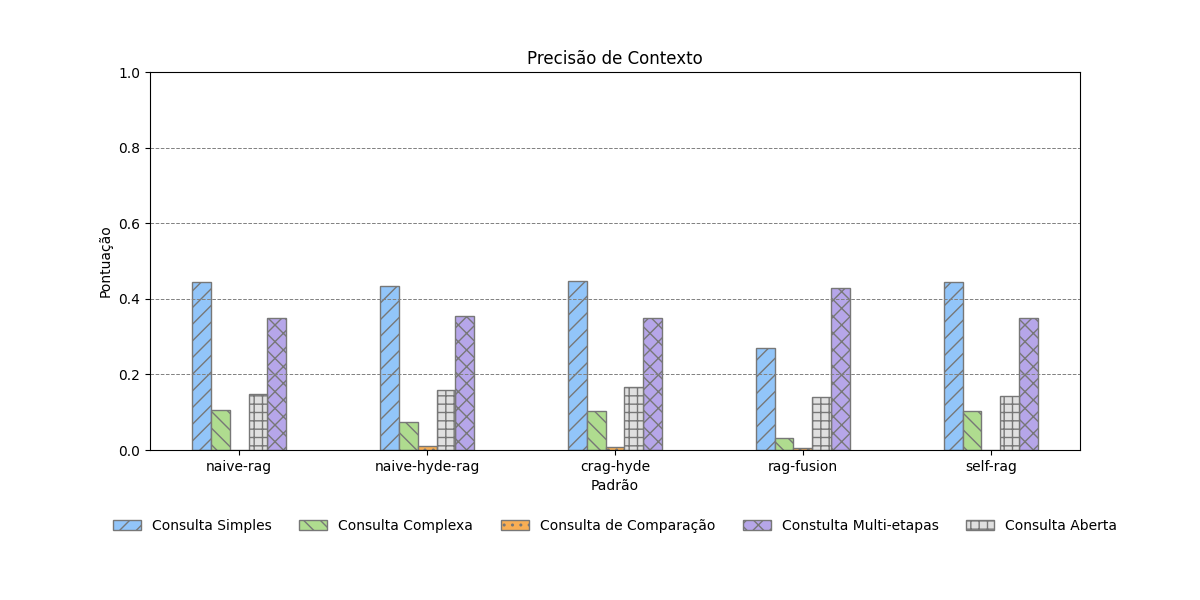 Precisão de Contexto
1.0
0.8
0.6
0.4
0.2
0.0
Pontuação
naive-rag naive-hyde-rag crag-hyde rag-fusion self-rag
Padrão
Consulta Simples Consulta Complexa Consulta de Comparação Constulta Multi-etapas Consulta Aberta